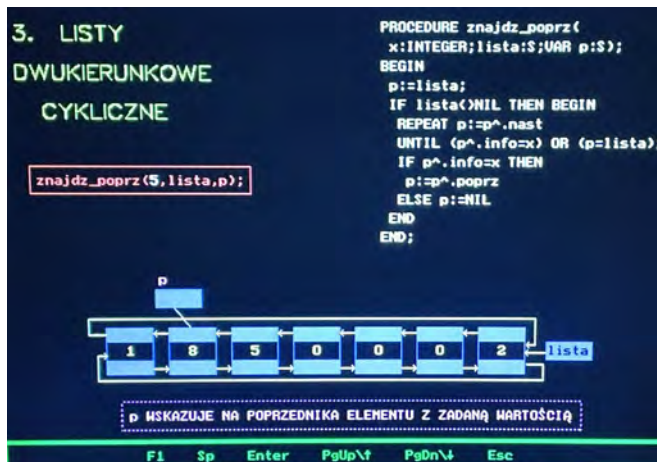 3. LISTY
DWUKIERUNKOWE
CYKLICZNE
znajdz_poprz(5,lista,p);
PROCEDURE znajdz_poprz(
x:INTEGER;lista:S;VAR p:S);
BEGIN
p:=lista;
IF lista<>NIL THEN BEGIN
REPEAT p:=p^.nast
UNTIL (p^.info=x) OR (p=lista)
IF p^.info=x THEN
p:=p^.poprz
ELSE p:=NIL
END
END;
p
1 8 5 0 0 0 2 lista
p WSKAZUJE NA POPRZEDNIKA ELEMENTU Z ZADANĄ WARTOŚCIĄ
F1 Sp Enter PgUp\↑ PgDn\↓ Esc